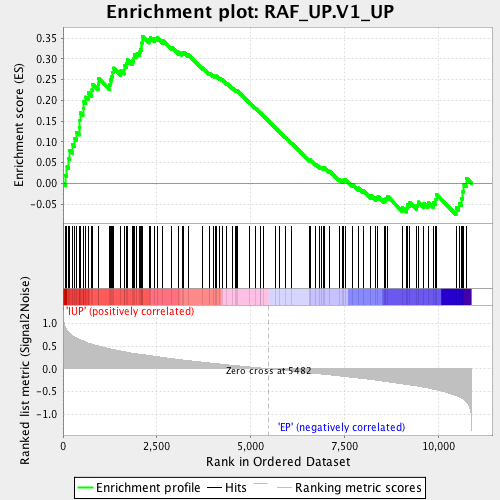 Enrichment plot: RAF_UP.V1_UP
Enrichment score (ES)
0.35
0.30
0.25
0.20
0.15
0.10
0.05
0.00
-0.05
Ranked list metric (Signal2Noise)
'IUP' (positively correlated)
1.0
0.5
0.0
-0.5
-1.0
Zero cross at 5482
'EP' (negatively correlated)
0
2,500
5,000
7,500
10,000
Rank in Ordered Dataset
Enrichment profile
Hits
Ranking metric scores